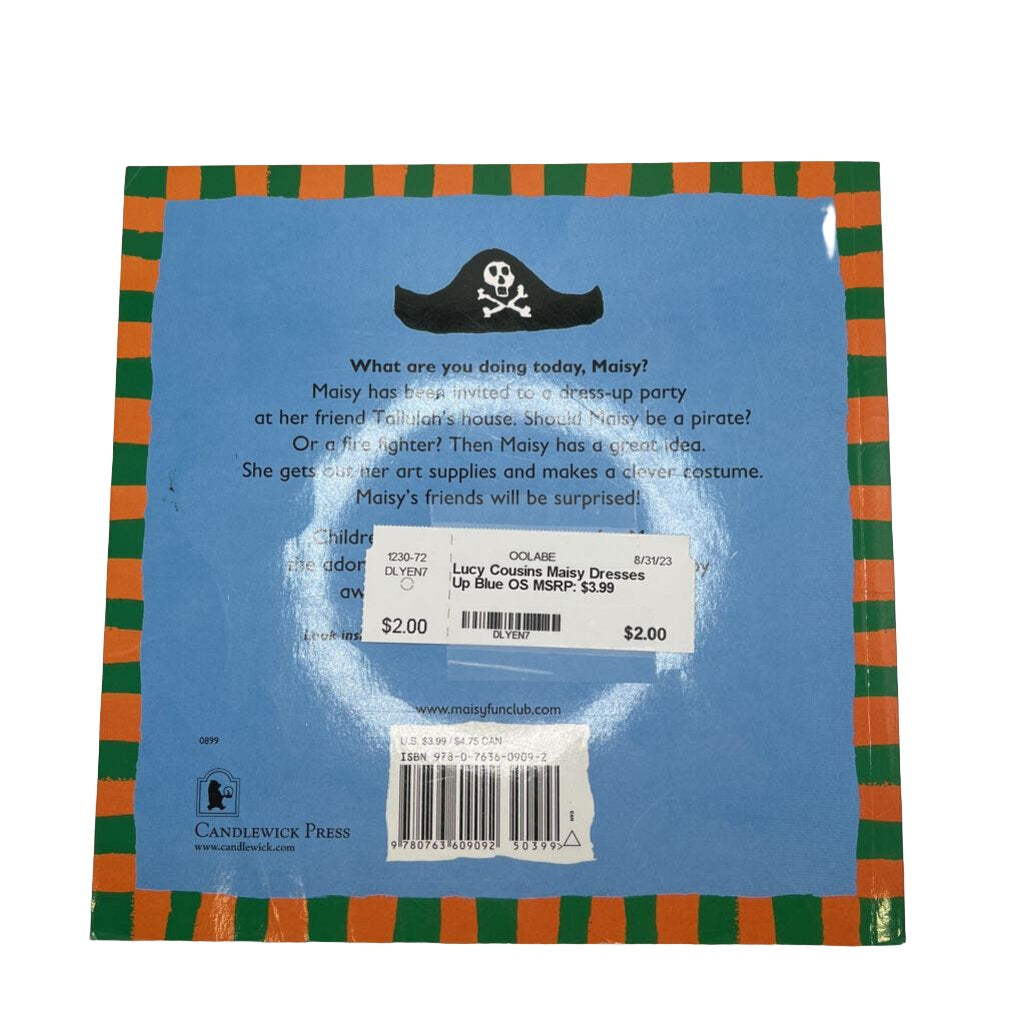 What are you doing today, Maisy?
Maisy has been invited to a dress-up party
at her friend Tallulah's house. Should Maisy be a pirate?
Or a fire fighter? Then Maisy has a great idea.
She gets out her art supplies and makes a clever costume.
Maisy's friends will be surprised!
the
1230-72
DLYEN7
$2.00
OOLABE
8/31/23
Lucy Cousins Maisy Dresses
Up Blue OS MSRP: $3.99
DLYEN7
$2.00
Look
www.maisyfunclub.com
U.S. $3.99 / $4.75 CAN
ISBN 978-0-7636-0909-2
9 780763 609092
50399>
EAN
0899
CANDLEWICK PRESS
www.candlewick.com